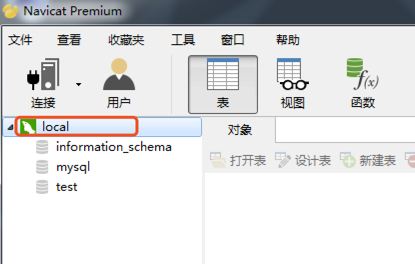 Navicat Premium
文件 查看 收藏夹 工具 窗口 帮助
f(x)
连接 用户 表 视图 函数
local 对象
information_schema
打开表 设计表 新建表
mysql
test